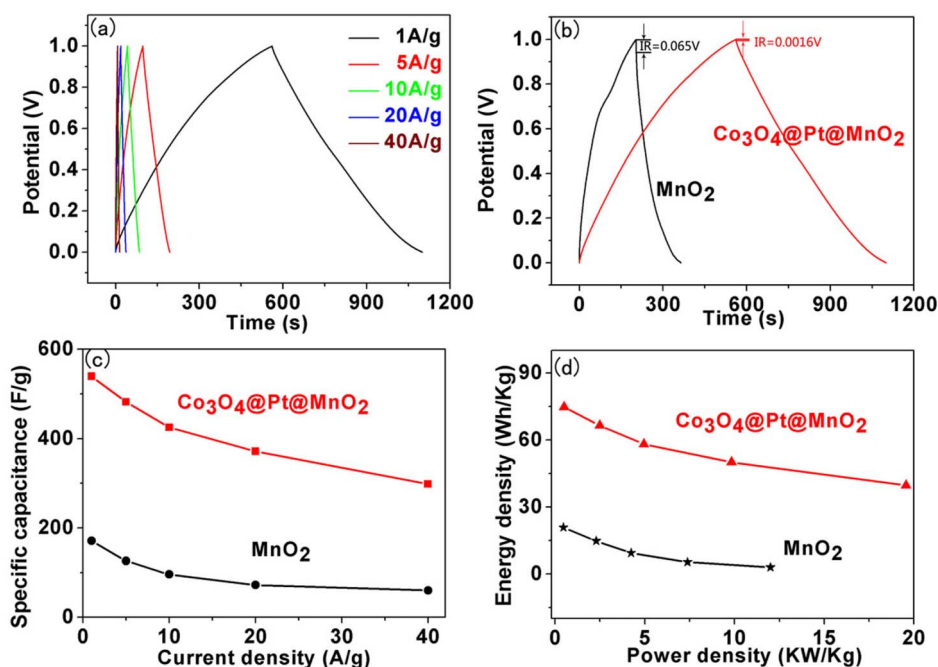 (a)
1A/g
5A/g
10A/g
20A/g
40A/g
1.0
0.8
0.6
0.4
0.2
0.0
Potential (V)
0 300 600 900 1200
Time (s)
(b)
IR=0.065V
IR=0.0016V
Co3O4@Pt@MnO2
MnO2
1.0
0.8
0.6
0.4
0.2
0.0
Potential (V)
0 300 600 900 1200
Time (s)
(c)
Co3O4@Pt@MnO2
MnO2
600
400
200
0
Specific capacitance (F/g)
0 10 20 30 40
Current density (A/g)
(d)
Co3O4@Pt@MnO2
MnO2
90
60
30
0
Energy density (Wh/Kg)
0 5 10 15 20
Power density (KW/Kg)